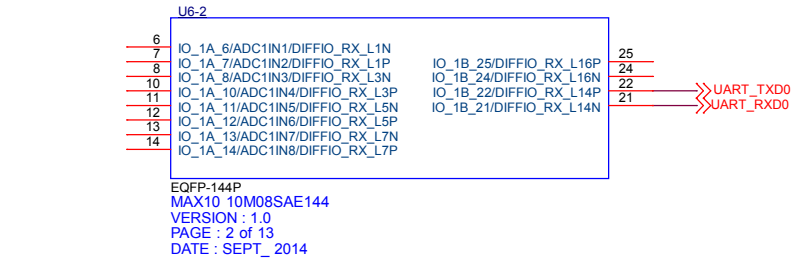 U6-2
6 IO_1A_6/ADC1IN1/DIFFIO_RX_L1N
7 IO_1A_7/ADC1IN2/DIFFIO_RX_L1P
8 IO_1A_8/ADC1IN3/DIFFIO_RX_L3N
10 IO_1A_10/ADC1IN4/DIFFIO_RX_L3P
11 IO_1A_11/ADC1IN5/DIFFIO_RX_L5N
12 IO_1A_12/ADC1IN6/DIFFIO_RX_L5P
13 IO_1A_13/ADC1IN7/DIFFIO_RX_L7N
14 IO_1A_14/ADC1IN8/DIFFIO_RX_L7P
IO_1B_25/DIFFIO_RX_L16P 25
IO_1B_24/DIFFIO_RX_L16N 24
IO_1B_22/DIFFIO_RX_L14P 22 UART_TXD0
IO_1B_21/DIFFIO_RX_L14N 21 UART_RXD0
EQFP-144P
MAX10 10M08SAE144
VERSION : 1.0
PAGE : 2 of 13
DATE : SEPT_ 2014